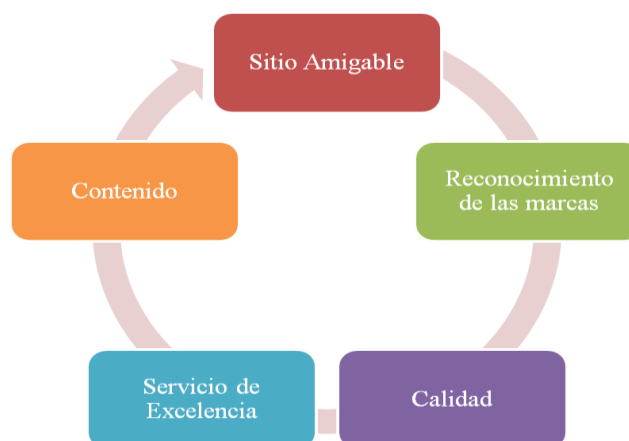 Sitio Amigable
Reconocimiento
de las marcas
Calidad
Servicio de
Excelencia
Contenido